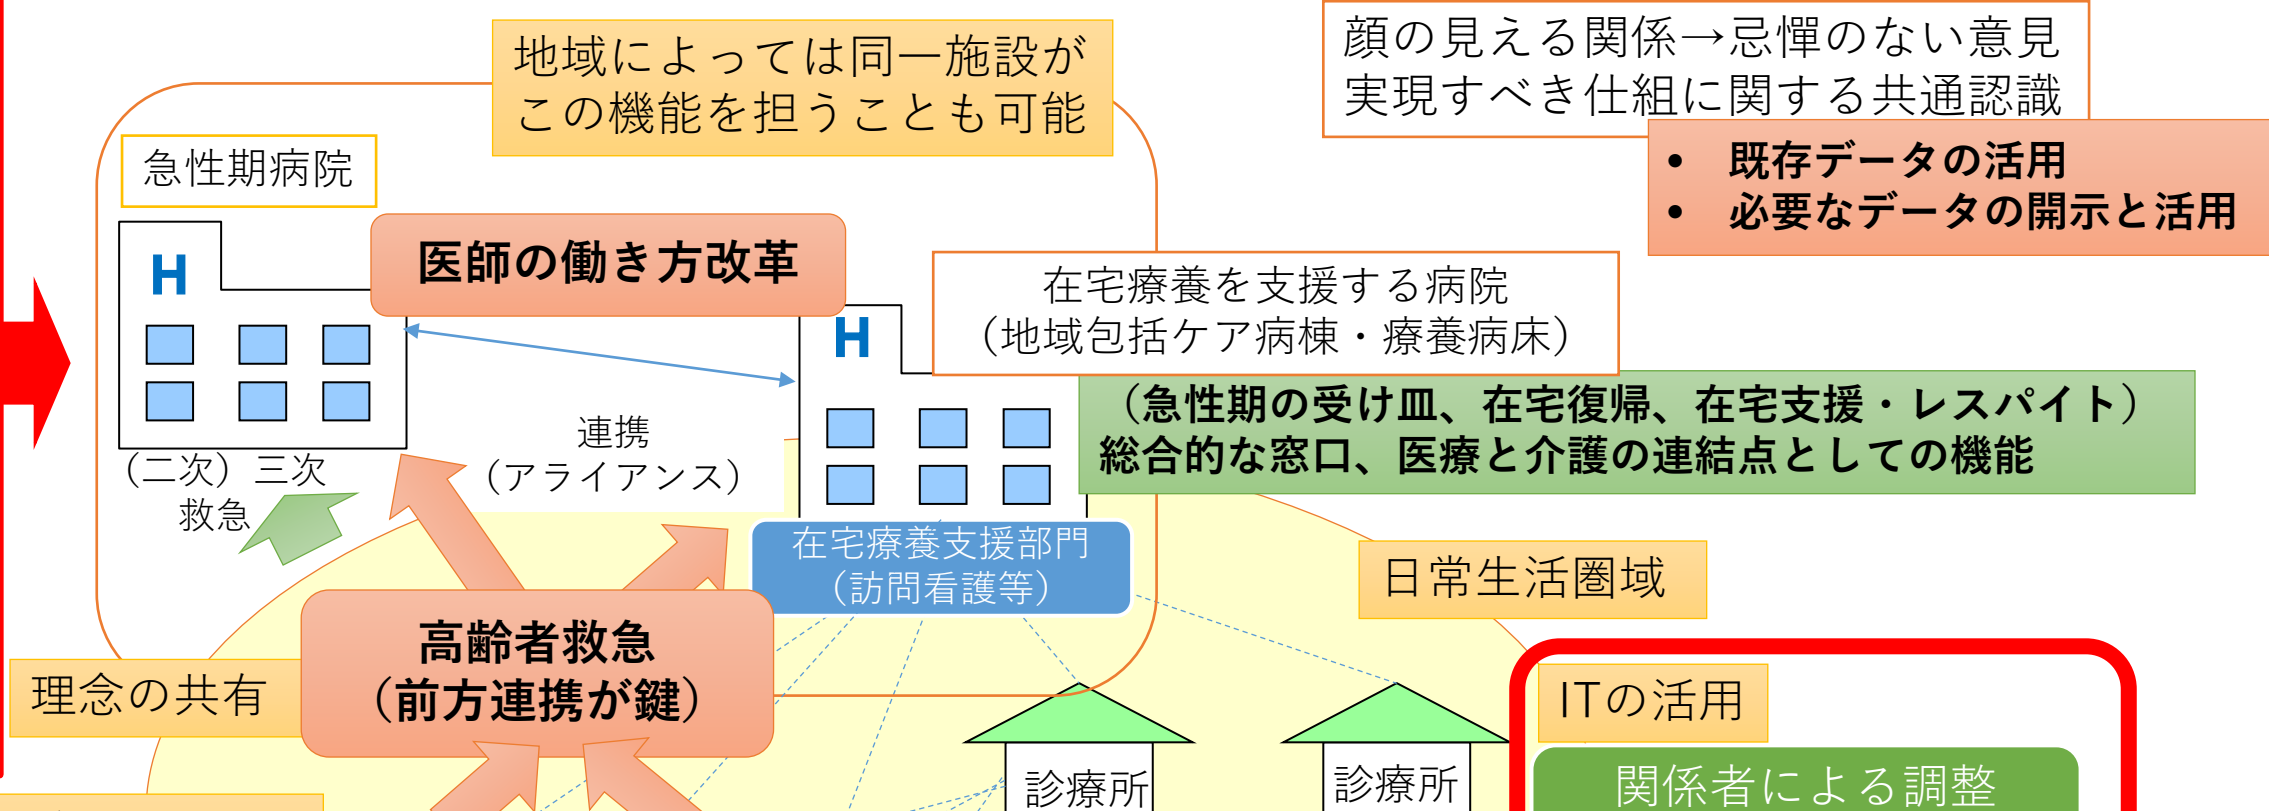 地域によっては同一施設が
この機能を担うことも可能
顔の見える関係→忌憚のない意見
実現すべき仕組に関する共通認識
• 既存データの活用
• 必要なデータの開示と活用
急性期病院
H
医師の働き方改革
在宅療養を支援する病院
（地域包括ケア病棟・療養病床）
H
（急性期の受け皿、在宅復帰、在宅支援・レスパイト）
総合的な窓口、医療と介護の連結点としての機能
連携
（アライアンス）
（二次）三次
救急
在宅療養支援部門
（訪問看護等）
日常生活圏域
高齢者救急
（前方連携が鍵）
理念の共有
ITの活用
診療所
診療所
関係者による調整